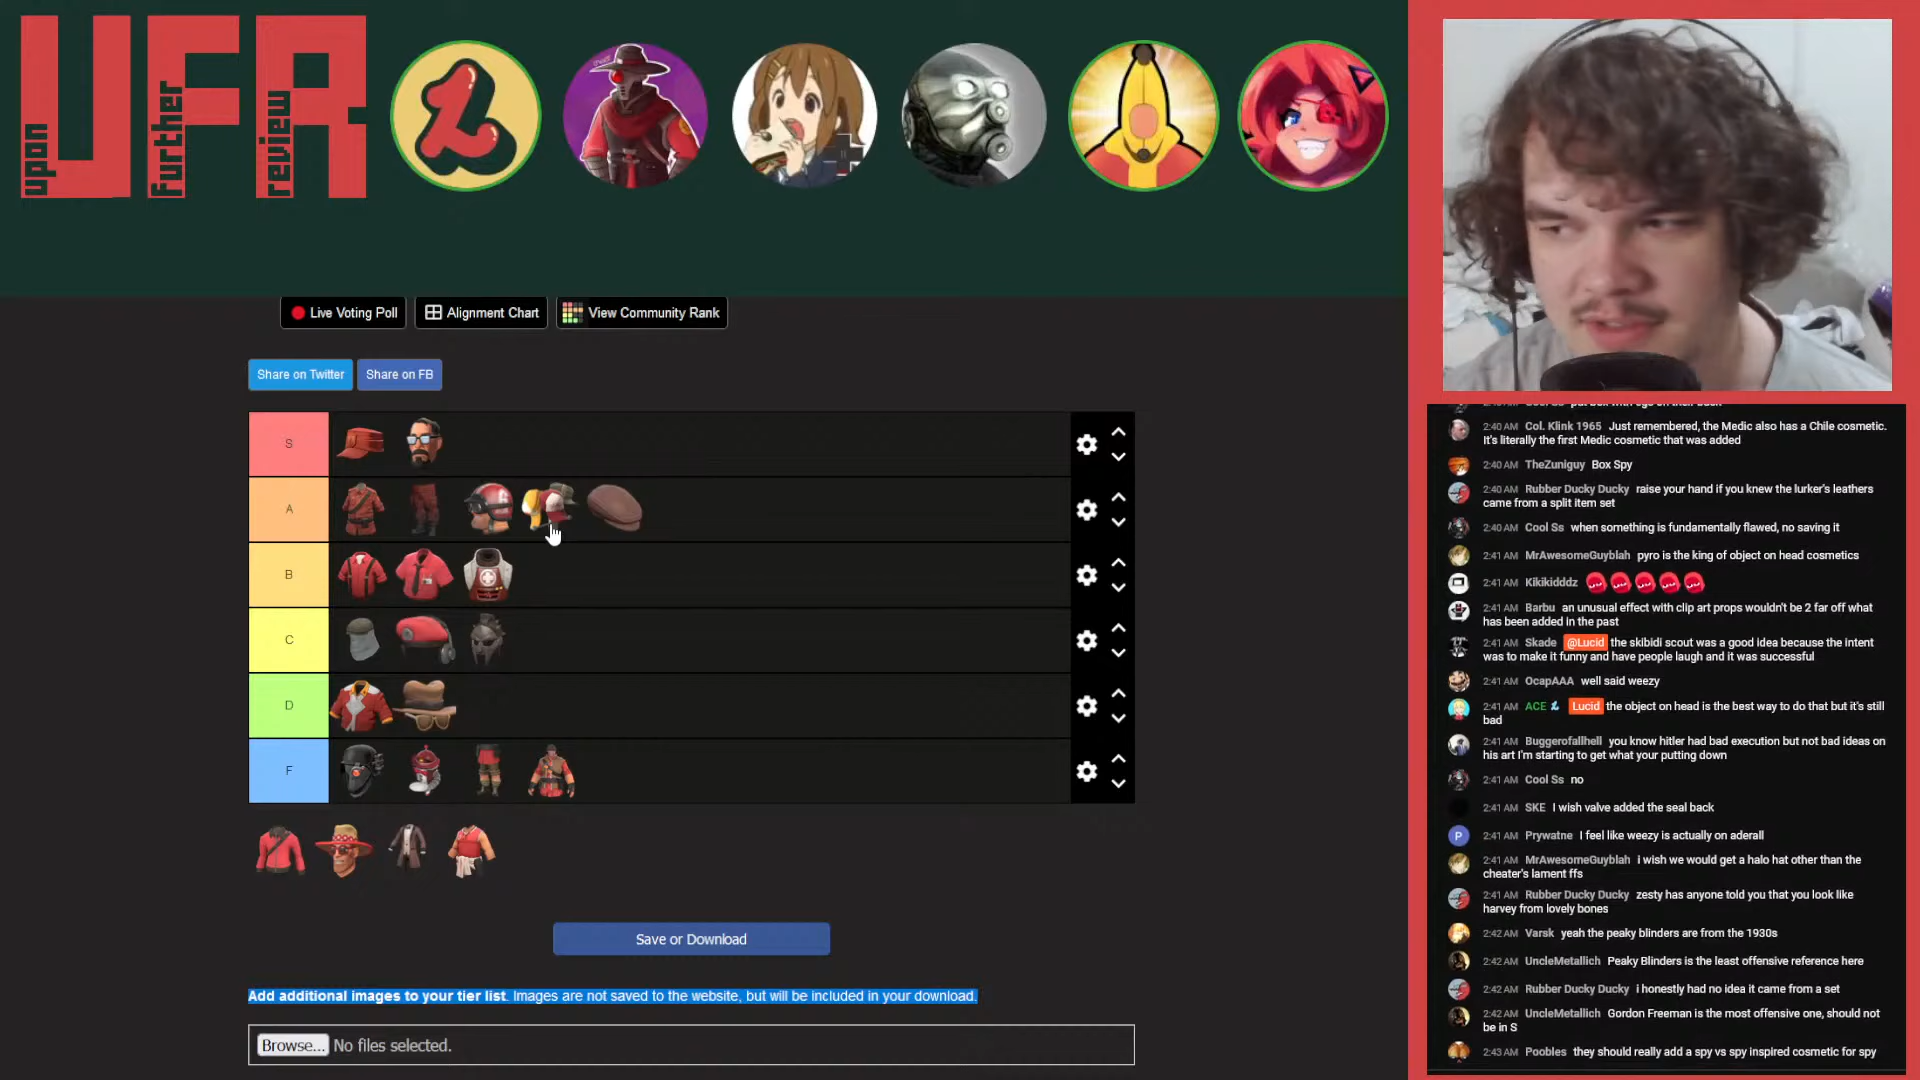 UFR
upon
further
review
Live Voting Poll
Alignment Chart
View Community Rank
Share on Twitter
Share on FB
S
A
B
C
D
F
Save or Download
Add additional images to your tier list. Images are not saved to the website, but will be included in your download.
Browse... No files selected.
2:40 AM Col. Klink 1965 Just remembered, the Medic also has a Chile cosmetic.
It's literally the first Medic cosmetic that was added
2:40 AM TheZuniguy Box Spy
2:40 AM Rubber Ducky Ducky raise your hand if you knew the lurker's leathers
came from a split item set
2:40 AM Cool Ss when something is fundamentally flawed, no saving it
2:41 AM MrAwesomeGuyblah pyro is the king of object on head cosmetics
2:41 AM Kikikidddz
2:41 AM Barbu an unusual effect with clip art props wouldn't be 2 far off what
has been added in the past
2:41 AM Skade @Lucid the skibidi scout was a good idea because the intent
was to make it funny and have people laugh and it was successful
2:41 AM OcapAAA well said weezy
2:41 AM ACE Lucid the object on head is the best way to do that but it's still
bad
2:41 AM Buggerofallhell you know hitler had bad execution but not bad ideas on
his art I'm starting to get what your putting down
2:41 AM Cool Ss no
2:41 AM SKE I wish valve added the seal back
P
2:41 AM Prywatne I feel like weezy is actually on aderall
2:41 AM MrAwesomeGuyblah i wish we would get a halo hat other than the
cheater's lament ffs
2:41 AM Rubber Ducky Ducky zesty has anyone told you that you look like
harvey from lovely bones
2:42 AM Varsk yeah the peaky blinders are from the 1930s
2:42 AM UncleMetallich Peaky Blinders is the least offensive reference here
2:42 AM Rubber Ducky Ducky i honestly had no idea it came from a set
2:42 AM UncleMetallich Gordon Freeman is the most offensive one, should not
be in S
2:43 AM Poobles they should really add a spy vs spy inspired cosmetic for spy